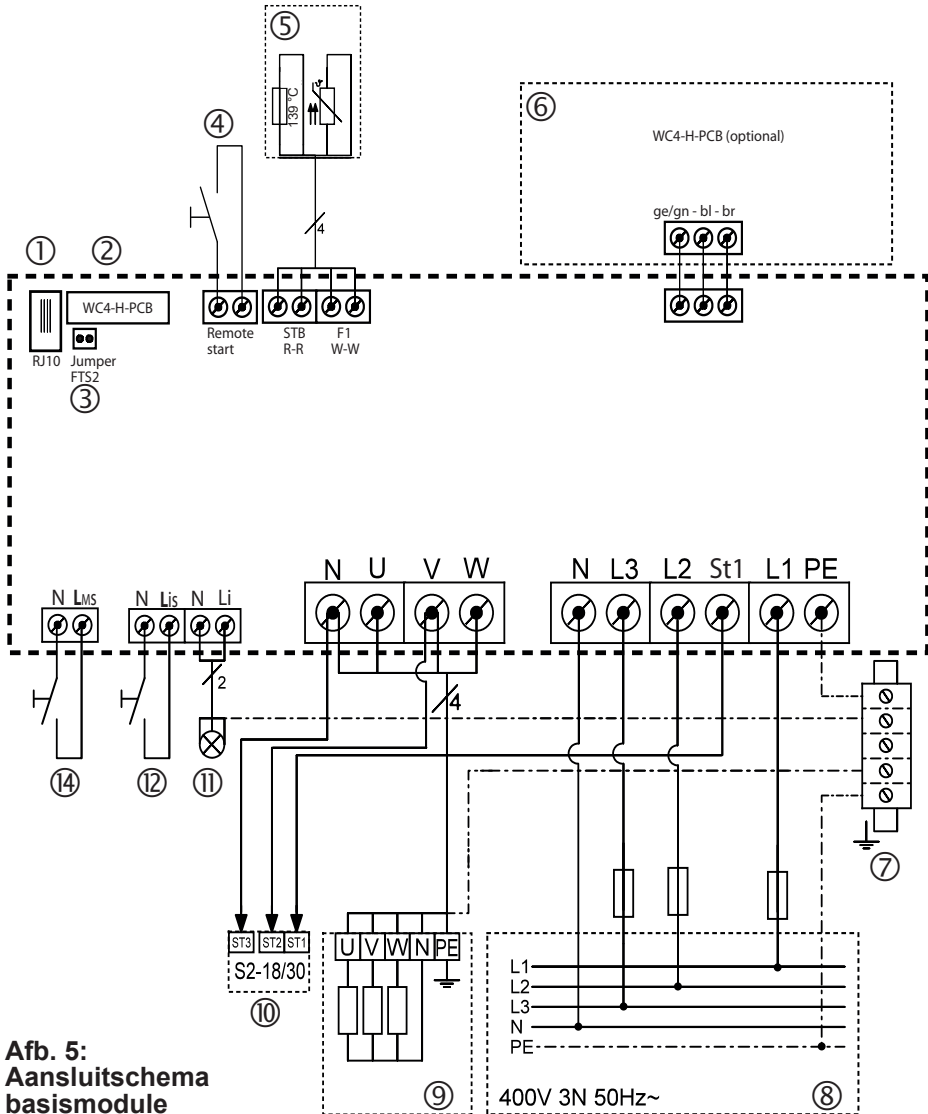 ⑤
139 °C
④
4
⑥
WC4-H-PCB (optional)
ge/gn - bl - br
① ②
WC4-H-PCB
RJ10 Jumper
FTS2
③
Remote
start
STB
R-R
F1
W-W
N LMS
N Lis N Li
N U V W
N L3 L2 St1 L1 PE
2
4
⑭ ⑫ ⑪
⑦
ST3 ST2 ST1
S2-18/30
⑩
U V W N PE
⑨
L1
L2
L3
N
PE
400V 3N 50Hz~
⑧
Afb. 5:
Aansluitschema
basismodule